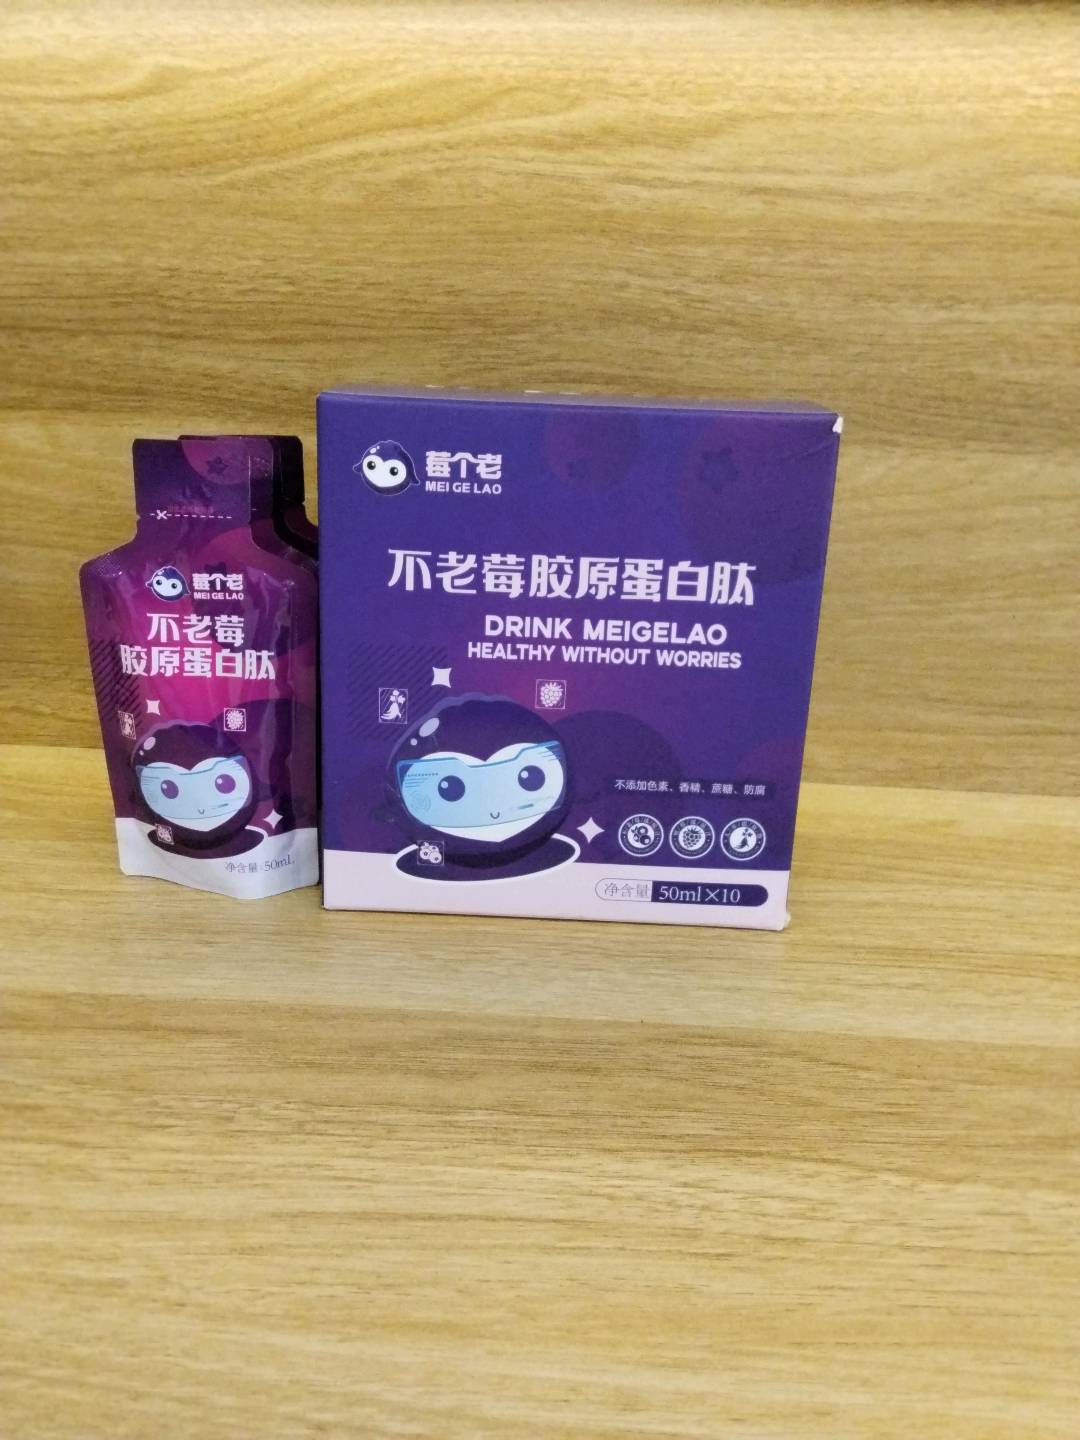 莓个老
MEI GE LAO
不老莓
胶原蛋白肽
净含量:50ml
莓个老
MEI GE LAO
不老莓胶原蛋白肽
DRINK MEIGELAO
HEALTHY WITHOUT WORRIES
不添加色素、香精、蔗糖、防腐
净含量 50ml×10